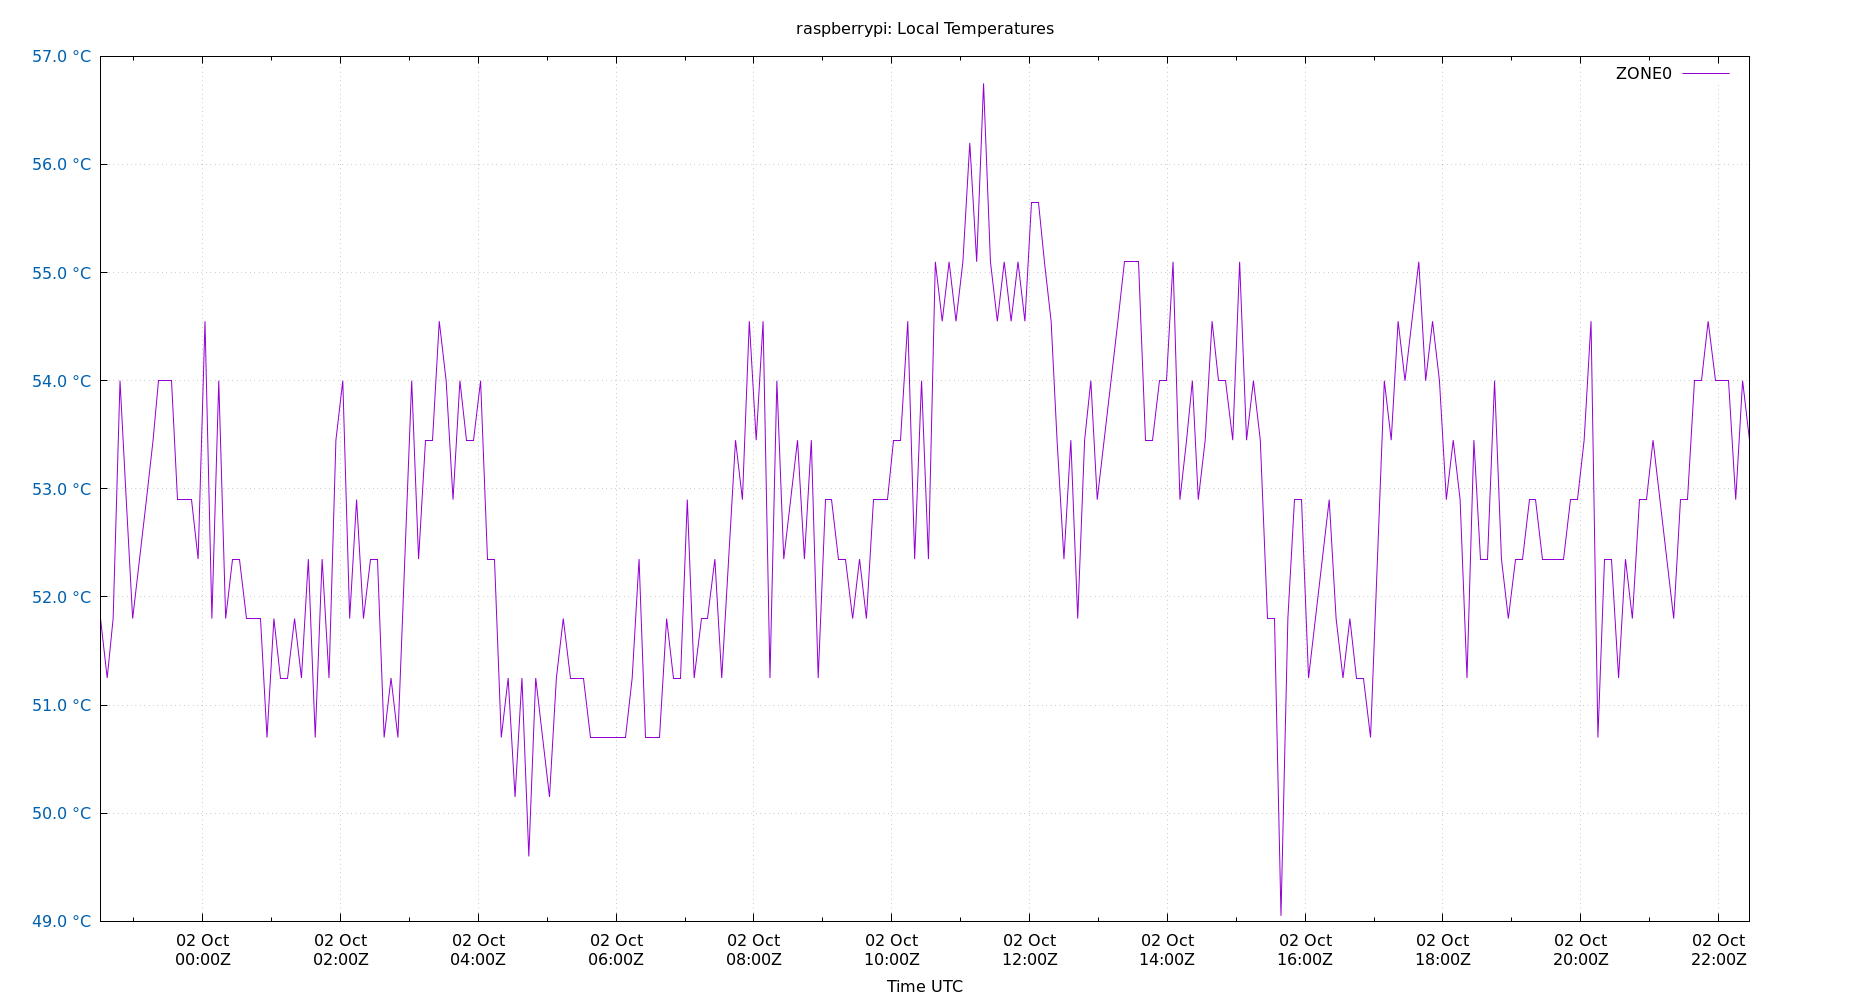 raspberrypi: Local Temperatures
57.0 °C
ZONE0
56.0 °C
55.0 °C
54.0 °C
53.0 °C
52.0 °C
51.0 °C
50.0 °C
49.0 °C
02 Oct 02 Oct 02 Oct 02 Oct 02 Oct 02 Oct 02 Oct 02 Oct 02 Oct 02 Oct 02 Oct 02 Oct
00:00Z 02:00Z 04:00Z 06:00Z 08:00Z 10:00Z 12:00Z 14:00Z 16:00Z 18:00Z 20:00Z 22:00Z
Time UTC